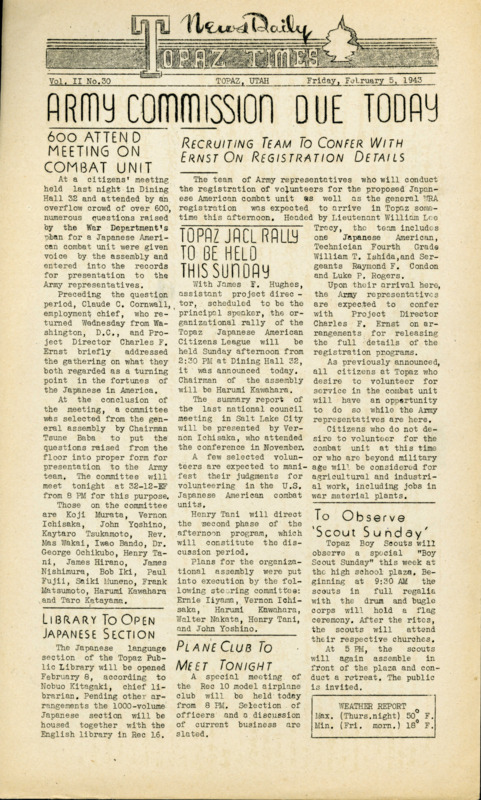 News Daily
TOPAZ TIMES
Vol. II No.30 TOPAZ, UTAH Friday, February 5, 1943
ARMY COMMISSION DUE TODAY
600 ATTEND
MEETING ON
COMBAT UNIT
At a citizens' meeting
held last night in Dining
Hall 32 and attended by an
overflow crowd of over 600,
numerous questions raised
by the War Department's
plan for a Japanese Ameri-
can combat unit were given
voice by the assembly and
entered into the records
for presentation to the
Army representatives.
Preceding the question
period, Claude C. Cornwall,
employment chief, who re-
turned Wednesday from Wa-
shington, D.C., and Pro-
ject Director Charles F.
Ernst briefly addressed
the gathering on what they
both regarded as a turning
point in the fortunes of
the Japanese in America.
At the conclusion of
the meeting, a committee
was selected from the gen-
eral assembly by Chairman
Tsune Baba to put the
questions raised from the
floor into proper form for
presentation to the Army
team. The committee will
meet tonight at 32-12-EF
from 8 PM for this purpose.
Those on the committee
are Koji Murata, Vernon
Ichisaka, John Yoshino,
Kaytaro Tsukamoto, Rev.
Mas Wakai, Iwao Bando, Dr.
George Ochikubo, Henry Ta-
ni, James Hirano, James
Nishimura, Bob Iki, Paul
Fujii, Saiki Muneno, Frank
Matsumoto, Harumi Kawahara
and Taro Katayama.
LIBRARY TO OPEN
JAPANESE SECTION
The Japanese language
section of the Topaz Pub-
lic Library will be opened
February 8, according to
Nobuo Kitagaki, chief li-
brarian. Pending other ar-
rangements the 1000-volume
Japanese section will be
housed together with the
English library in Rec 16.
RECRUITING TEAM TO CONFER WITH
ERNST ON REGISTRATION DETAILS
The team of Army representatives who will conduct
the registration of volunteers for the proposed Japan-
ese American combat unit as well as the general WRA
registration was expected to arrive in Topaz some-
time this afternoon. Headed by Lieutenant William Lee
Tracy, the team includes
one Japanese American,
Technician Fourth Grade
William T. Ishida, and Ser-
geants Raymond F. Condon
and Luke P. Rogers.
Upon their arrival here,
the Army representatives
are expected to confer
with Project Director
Charles F. Ernst on ar-
rangements for releasing
the full details of the
registration programs.
As previously announced,
all citizens at Topaz who
desire to volunteer for
service in the combat unit
will have an opportunity
to do so while the Army
representatives are here.
Citizens who do not de-
sire to volunteer for the
combat unit at this time
or who are beyond military
age will be considered for
agricultural and industri-
al work, including jobs in
war material plants.
TOPAZ JACL RALLY
TO BE HELD
THIS SUNDAY
With James F. Hughes,
assistant project direc-
tor, scheduled to be the
principal speaker, the or-
ganizational rally of the
Topaz Japanese American
Citizens League will be
held Sunday afternoon from
2:30 PM at Dining Hall 32,
it was announced today.
Chairman of the assembly
will be Harumi Kawahara.
The summary report of
the last national council
meeting in Salt Lake City
will be presented by Ver-
non Ichisaka, who attended
the conference in November.
A few selected volun-
teers are expected to mani-
fest their judgments for
volunteering in the U.S.
Japanese American combat
units.
Henry Tani will direct
the second phase of the
afternoon program, which
will constitute the dis-
cussion period.
Plans for the organiza-
tional assembly were put
into execution by the fol-
lowing steering committee:
Ernie Iiyama, Vernon Ichi-
saka, Harumi Kawahara,
Walter Nakata, Henry Tani,
and John Yoshino.
PLANE CLUB TO
MEET TONIGHT
A special meeting of
the Rec 10 model airplane
club will be held today
from 8 PM. Selection of
officers and a discussion
of current business are
slated.
To Observe
'Scout Sunday'
Topaz Boy Scouts will
observe a special "Boy
Scout Sunday" this week at
the high school plaza. Be-
ginning at 9:30 AM the
scouts in full regalia
with the drum and bugle
corps will hold a flag
ceremony. After the rites,
the scouts will attend
their respective churches.
At 5 PM, the scouts
will again assemble in
front of the plaza and con-
duct a retreat. The public
is invited.
WEATHER REPORT
Max. (Thurs.night) 50° F.
Min. (Fri. morn.) 18° F.